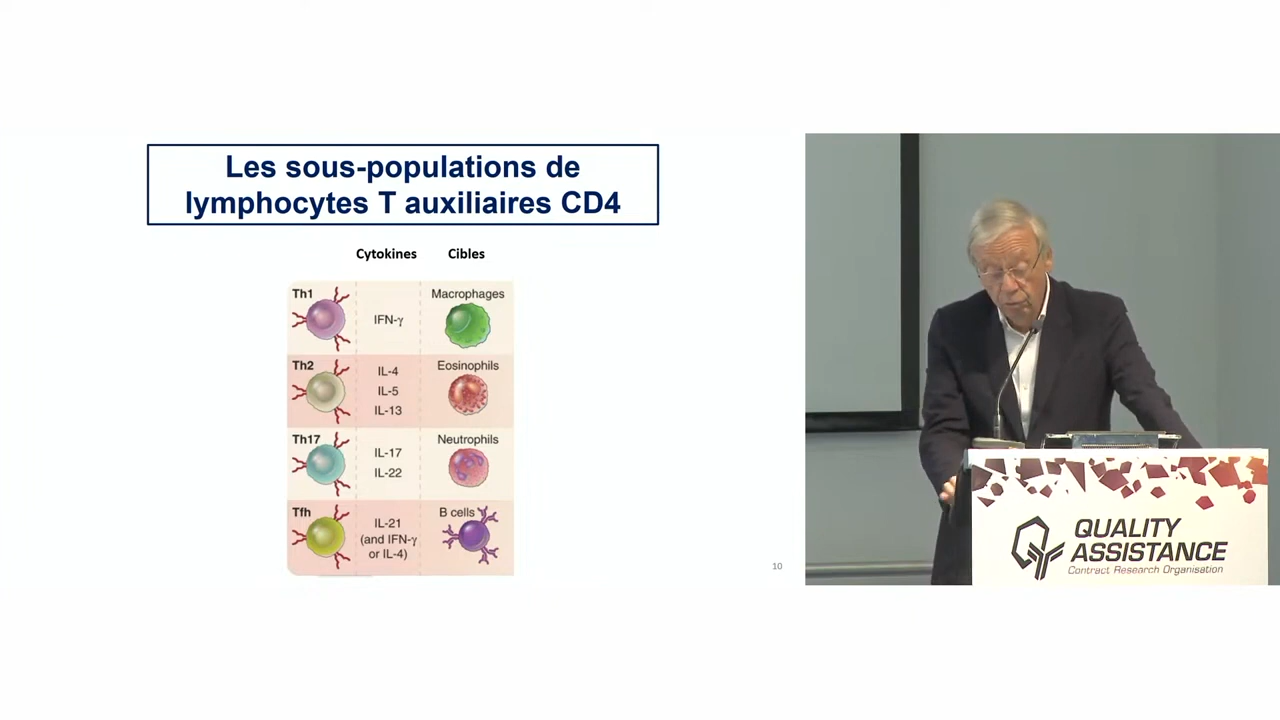 Les sous-populations de
lymphocytes T auxiliaires CD4
Cytokines Cibles
Th1
IFN-γ
Macrophages
Th2
IL-4
IL-5
IL-13
Eosinophils
Th17
IL-17
IL-22
Neutrophils
Tfh
IL-21
(and IFN-γ
or IL-4)
B cells
10
QUALITY
ASSISTANCE
Contract Research Organisation